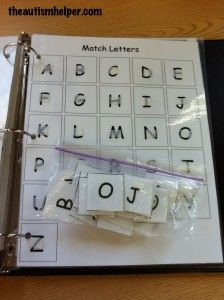 theautismhelper.com
Match Letters
A B C D E
F G H I J
K L M N O
P S T
U
Z
B O J